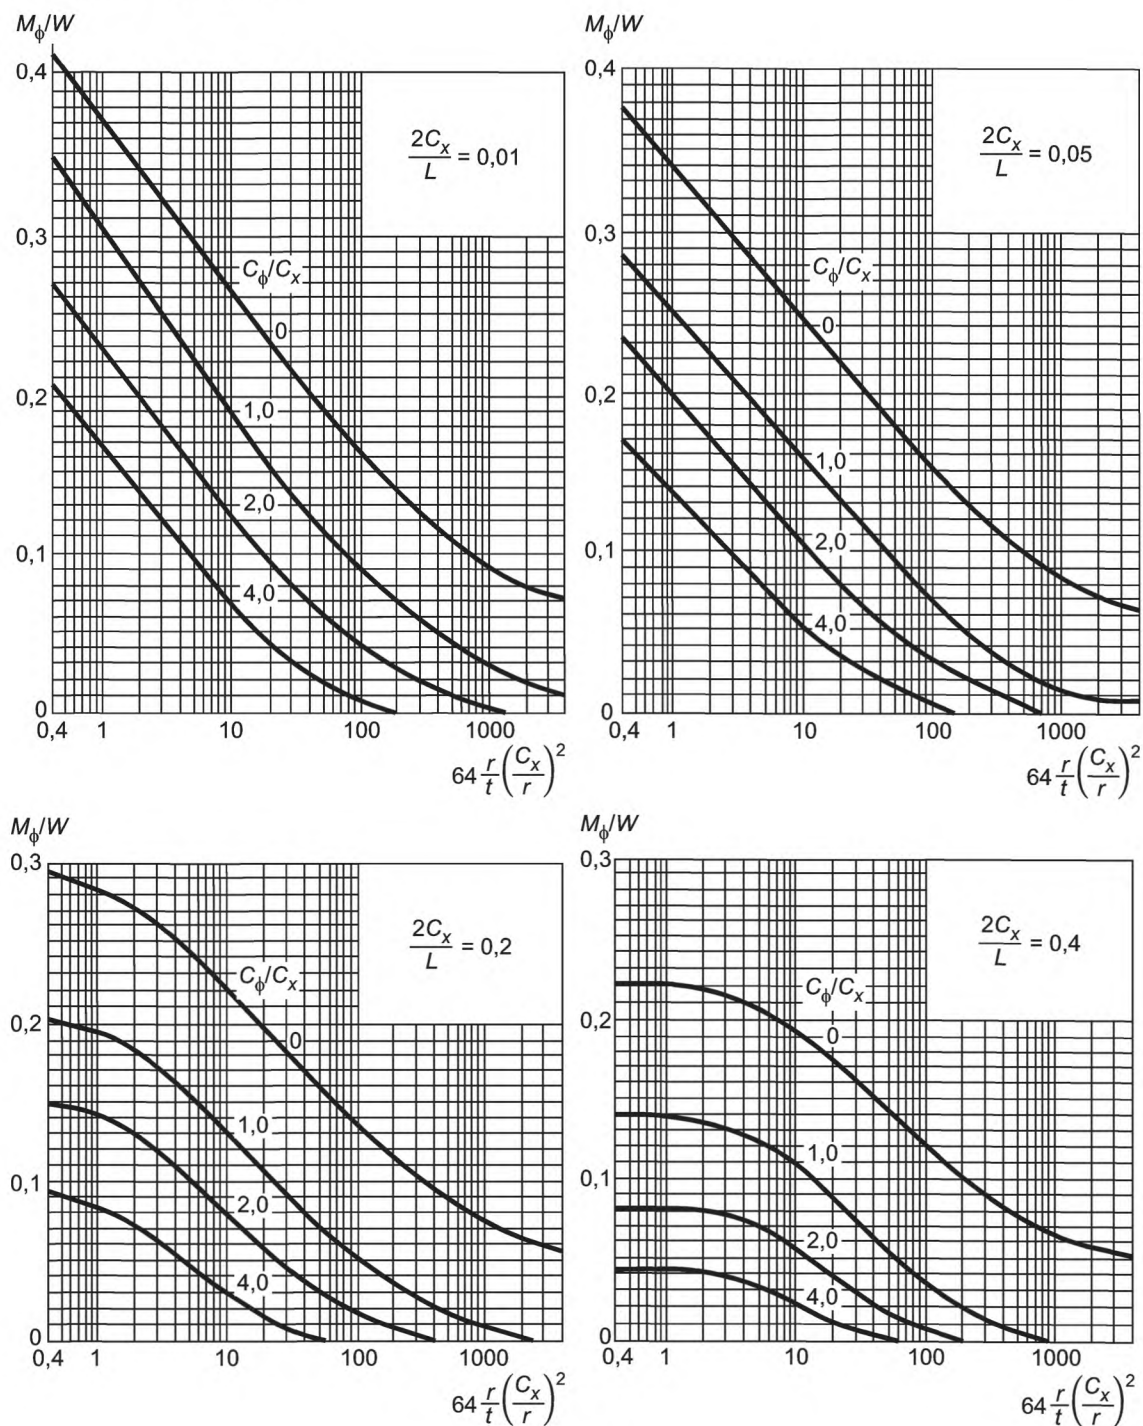 M_ϕ/W
0,4
0,3
0,2
0,1
0
2C_x/L = 0,01
C_ϕ/C_x
0
1,0
2,0
4,0
0,4 1 10 100 1000
64 r/t (C_x/r)^2
M_ϕ/W
0,4
0,3
0,2
0,1
0
2C_x/L = 0,05
C_ϕ/C_x
0
1,0
2,0
4,0
0,4 1 10 100 1000
64 r/t (C_x/r)^2
M_ϕ/W
0,3
0,2
0,1
0
2C_x/L = 0,2
C_ϕ/C_x
0
1,0
2,0
4,0
0,4 1 10 100 1000
64 r/t (C_x/r)^2
M_ϕ/W
0,3
0,2
0,1
0
2C_x/L = 0,4
C_ϕ/C_x
0
1,0
2,0
4,0
0,4 1 10 100 1000
64 r/t (C_x/r)^2